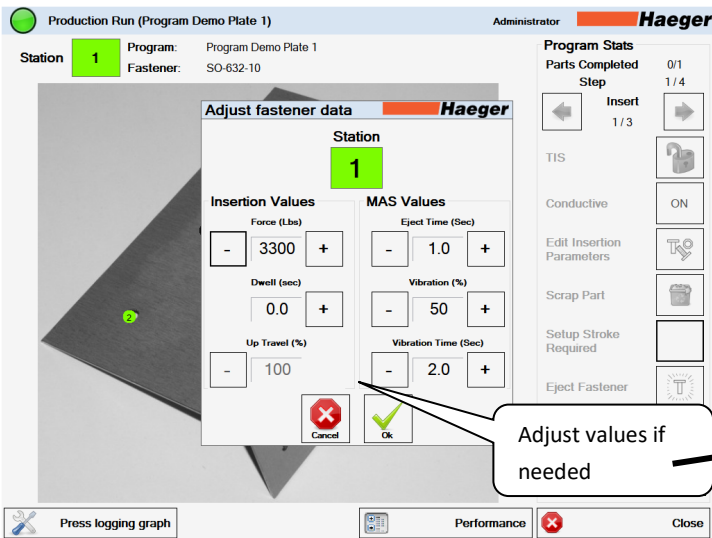 Production Run (Program Demo Plate 1)
Administrator
Haeger
Station
1
Program:
Program Demo Plate 1
Fastener:
SO-632-10
Program Stats
Parts Completed
0/1
Step
1 / 4
Insert
1 / 3
TIS
Conductive
ON
Edit Insertion
Parameters
Scrap Part
Setup Stroke
Required
Eject Fastener
T
2
Adjust fastener data
Haeger
Station
1
Insertion Values
Force (Lbs)
- 3300 +
Dwell (sec)
0.0 +
Up Travel (%)
- 100
MAS Values
Eject Time (Sec)
- 1.0 +
Vibration (%)
- 50 +
Vibration Time (Sec)
- 2.0 +
Cancel
Ok
Adjust values if
needed
Press logging graph
Performance
Close